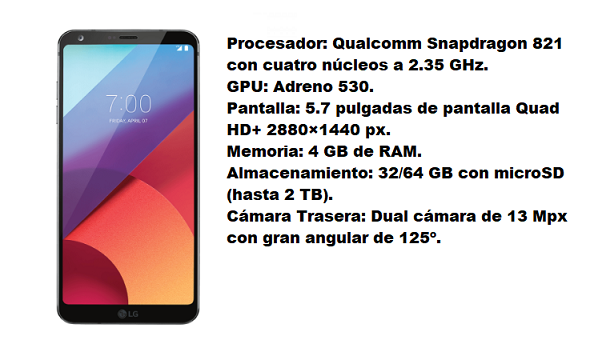 7:00
FRIDAY, APRIL 07
LG
Procesador: Qualcomm Snapdragon 821
con cuatro núcleos a 2.35 GHz.
GPU: Adreno 530.
Pantalla: 5.7 pulgadas de pantalla Quad
HD+ 2880×1440 px.
Memoria: 4 GB de RAM.
Almacenamiento: 32/64 GB con microSD
(hasta 2 TB).
Cámara Trasera: Dual cámara de 13 Mpx
con gran angular de 125º.